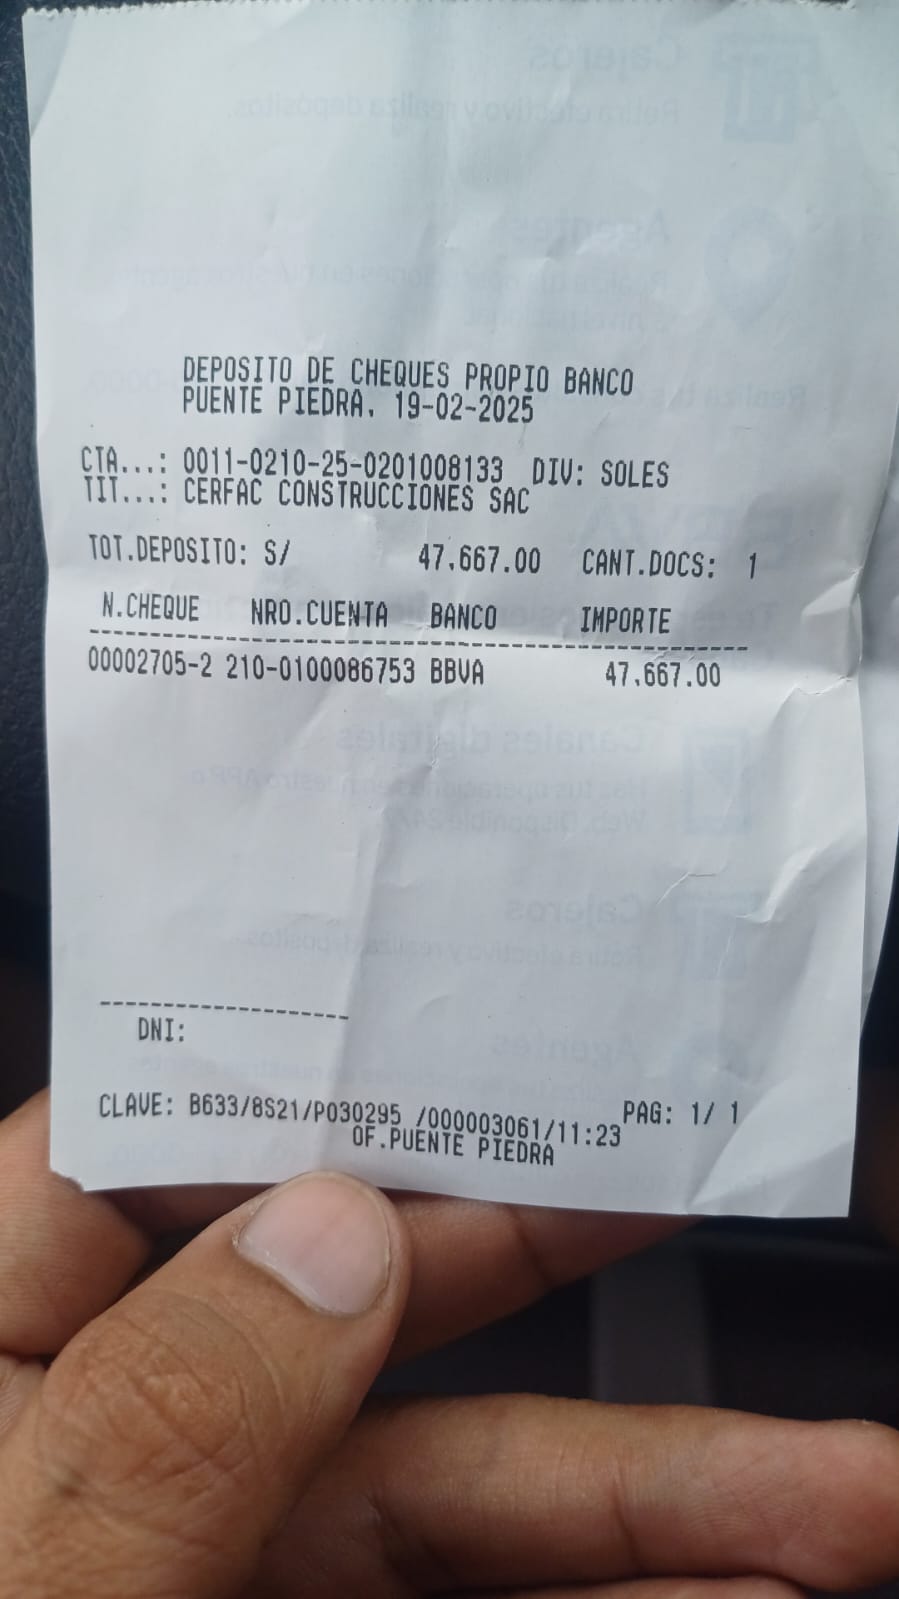 DEPOSITO DE CHEQUES PROPIO BANCO
PUENTE PIEDRA, 19-02-2025
CTA...: 0011-0210-25-0201008133 DIV: SOLES
TIT...: CERFAC CONSTRUCCIONES SAC
TOT.DEPOSITO: S/ 47,667.00 CANT.DOCS: 1
N.CHEQUE NRO.CUENTA BANCO IMPORTE
00002705-2 210-0100086753 BBVA 47,667.00
DNI:
CLAVE: B633/8S21/P030295 /000003061/11:23 PAG: 1/ 1
OF.PUENTE PIEDRA